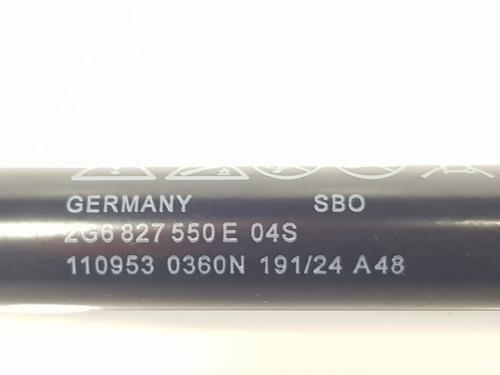 GERMANY SBO
2G6 827 550 E 04S
110953 0360N 191/24 A48